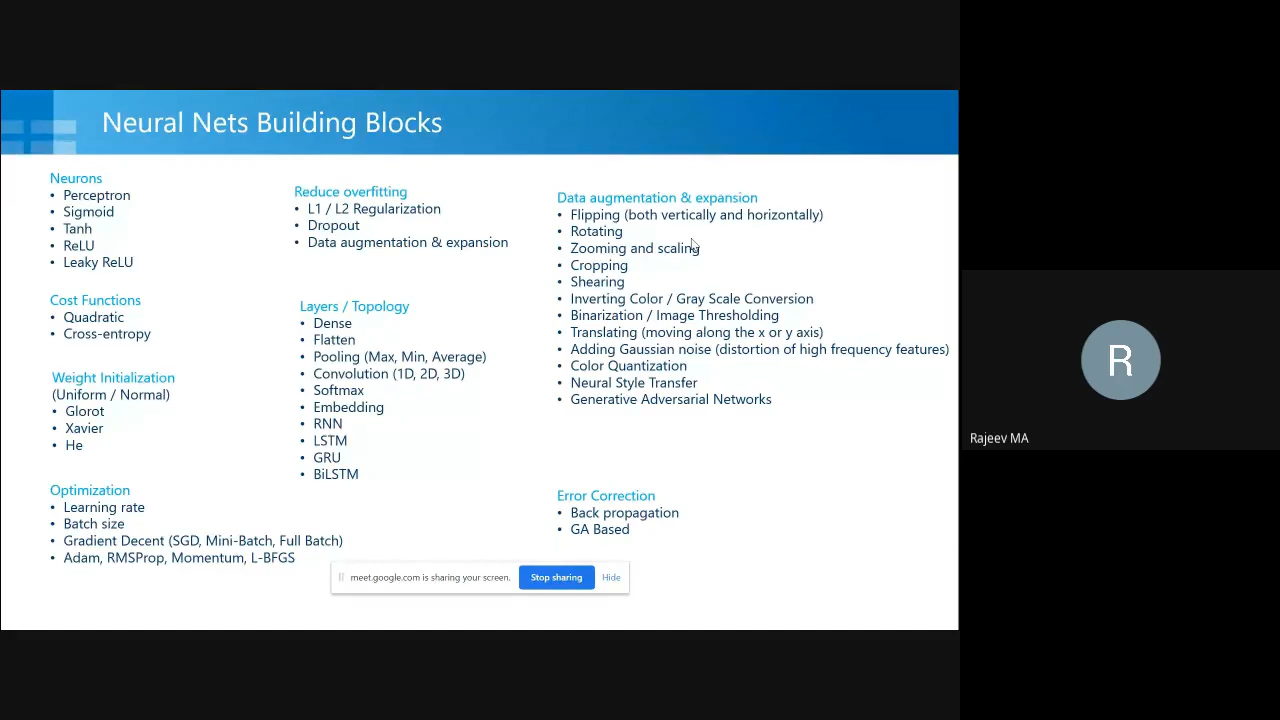 Neural Nets Building Blocks
Neurons
• Perceptron
• Sigmoid
• Tanh
• ReLU
• Leaky ReLU
Cost Functions
• Quadratic
• Cross-entropy
Weight Initialization
(Uniform / Normal)
• Glorot
• Xavier
• He
Optimization
• Learning rate
• Batch size
• Gradient Decent (SGD, Mini-Batch, Full Batch)
• Adam, RMSProp, Momentum, L-BFGS
Reduce overfitting
• L1 / L2 Regularization
• Dropout
• Data augmentation & expansion
Layers / Topology
• Dense
• Flatten
• Pooling (Max, Min, Average)
• Convolution (1D, 2D, 3D)
• Softmax
• Embedding
• RNN
• LSTM
• GRU
• BiLSTM
Data augmentation & expansion
• Flipping (both vertically and horizontally)
• Rotating
• Zooming and scaling
• Cropping
• Shearing
• Inverting Color / Gray Scale Conversion
• Binarization / Image Thresholding
• Translating (moving along the x or y axis)
• Adding Gaussian noise (distortion of high frequency features)
• Color Quantization
• Neural Style Transfer
• Generative Adversarial Networks
Error Correction
• Back propagation
• GA Based
meet.google.com is sharing your screen. Stop sharing Hide
R
Rajeev MA